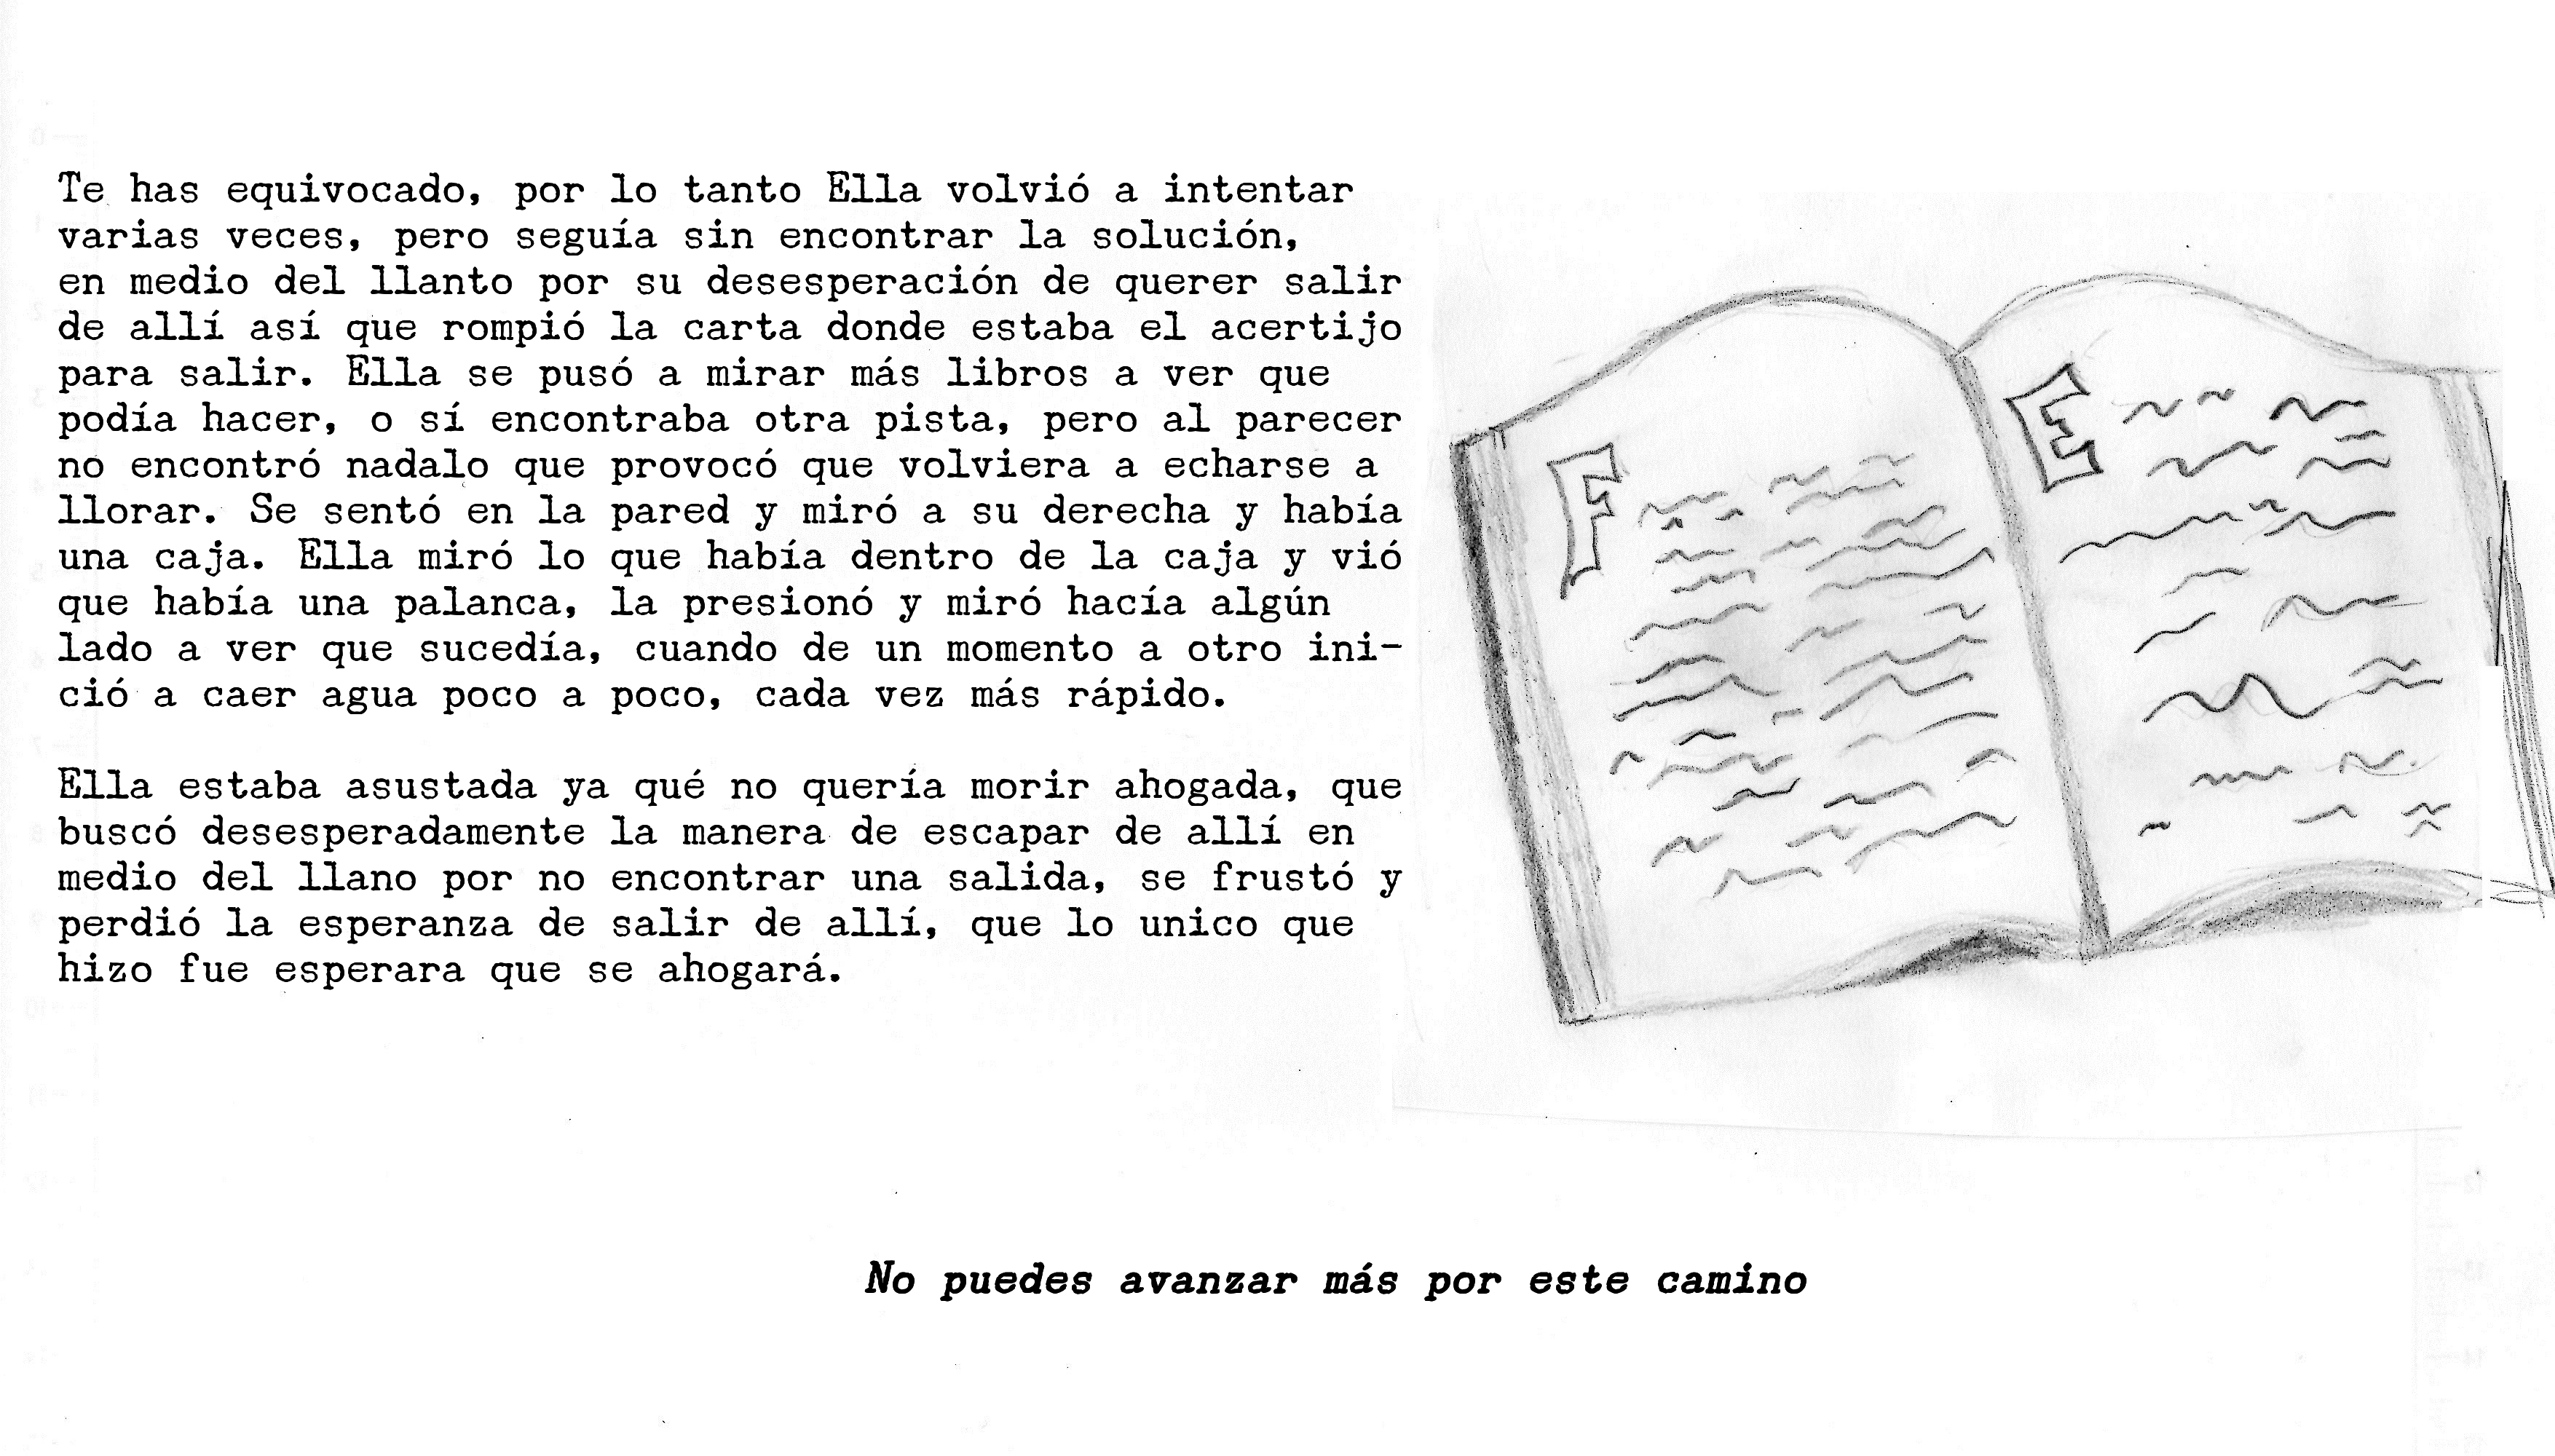 Te has equivocado, por lo tanto Ella volvió a intentar
varias veces, pero seguía sin encontrar la solución,
en medio del llanto por su desesperación de querer salir
de allí así que rompió la carta donde estaba el acertijo
para salir. Ella se pusó a mirar más libros a ver que
podía hacer, o sí encontraba otra pista, pero al parecer
no encontró nadalo que provocó que volviera a echarse a
llorar. Se sentó en la pared y miró a su derecha y había
una caja. Ella miró lo que había dentro de la caja y vió
que había una palanca, la presionó y miró hacía algún
lado a ver que sucedía, cuando de un momento a otro ini-
ció a caer agua poco a poco, cada vez más rápido.
Ella estaba asustada ya qué no quería morir ahogada, que
buscó desesperadamente la manera de escapar de allí en
medio del llano por no encontrar una salida, se frustó y
perdió la esperanza de salir de allí, que lo unico que
hizo fue esperara que se ahogará.
F
E
No puedes avanzar más por este camino